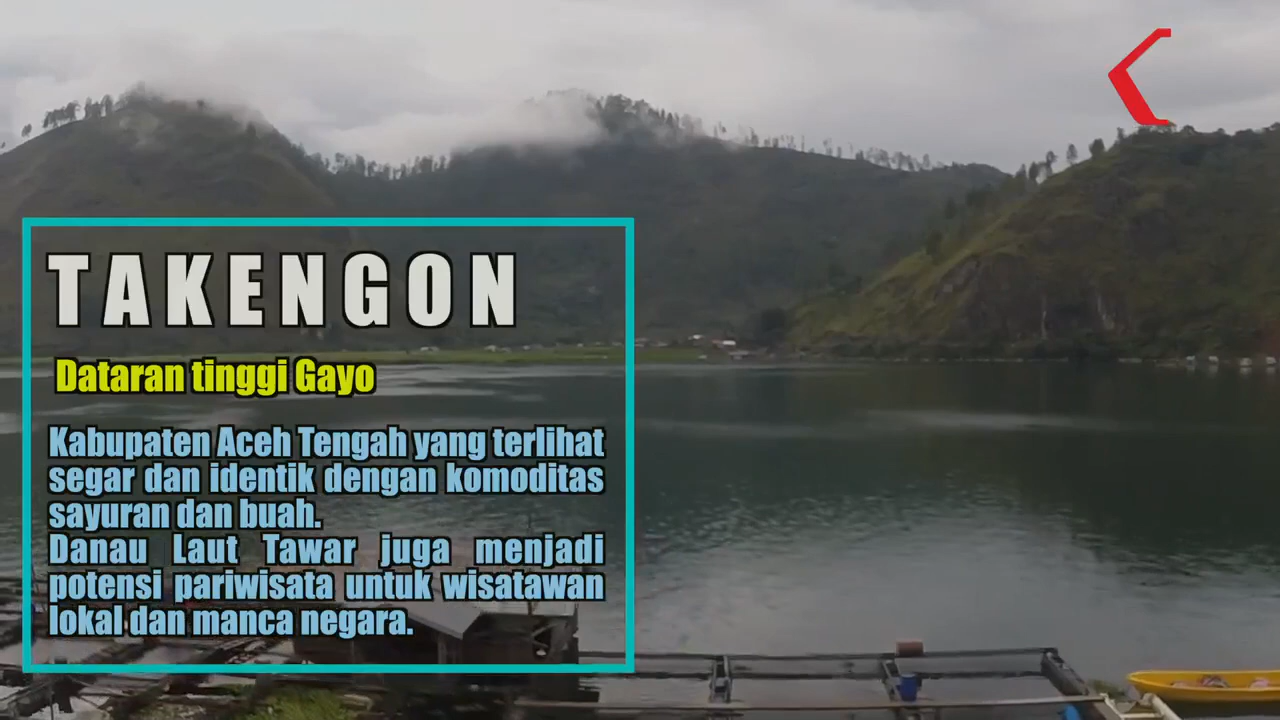 TAKENGON
Dataran tinggi Gayo
Kabupaten Aceh Tengah yang terlihat
segar dan identik dengan komoditas
sayuran dan buah.
Danau Laut Tawar juga menjadi
potensi pariwisata untuk wisatawan
lokal dan manca negara.